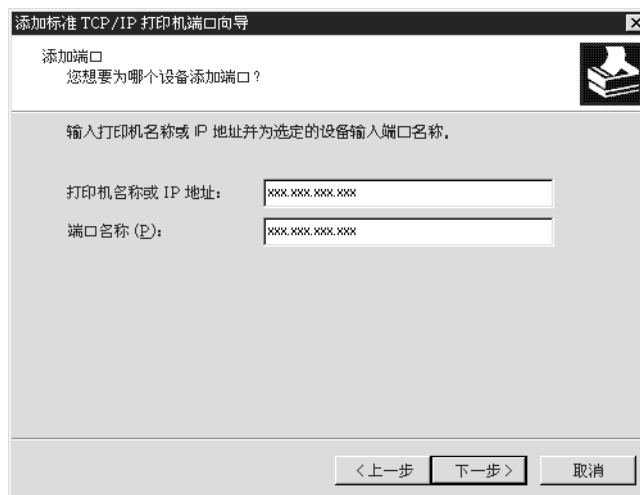 添加标准 TCP/IP 打印机端口向导
添加端口
您想要为哪个设备添加端口？
输入打印机名称或 IP 地址并为选定的设备输入端口名称。
打印机名称或 IP 地址： xxx.xxx.xxx.xxx
端口名称(P)： xxx.xxx.xxx.xxx
<上一步 下一步> 取消